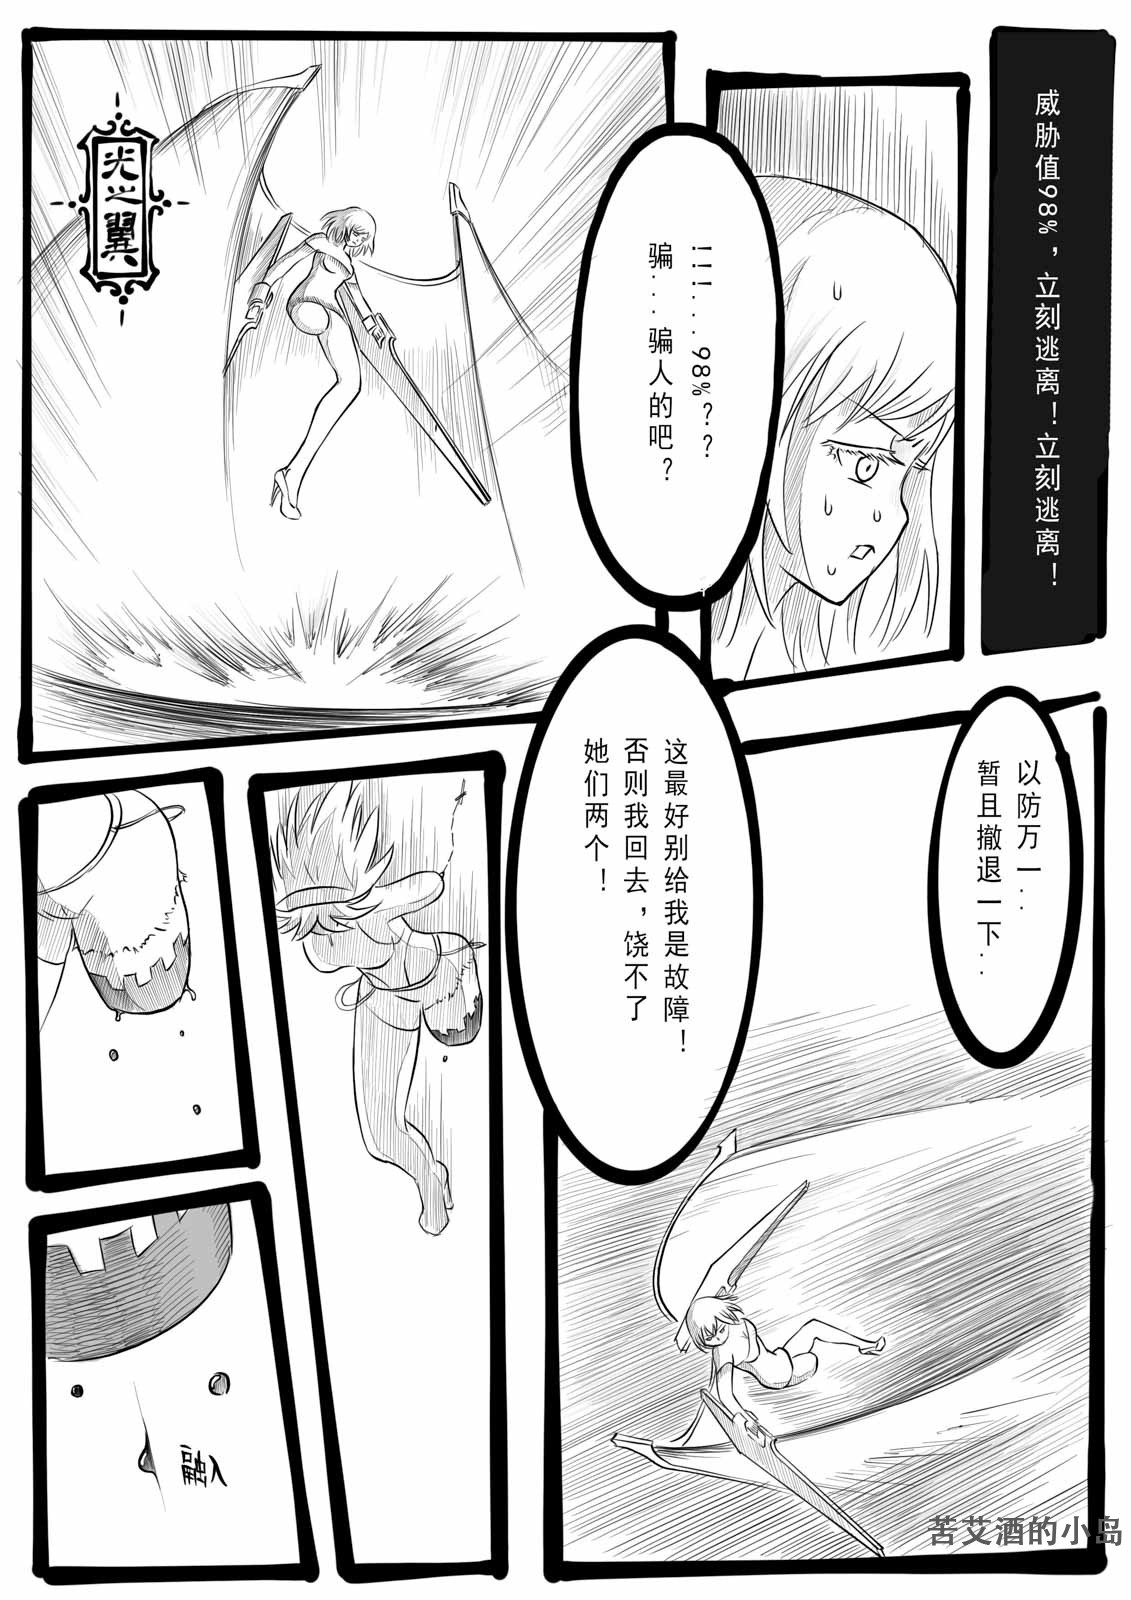 威胁值98%，立刻逃离！立刻逃离！
!!!...98%??
骗...骗人的吧?
光之翼
以防万一..
暂且撤退一下..
这最好别给我是故障！
否则我回去，饶不了
她们两个！
融入
苦艾酒的小岛